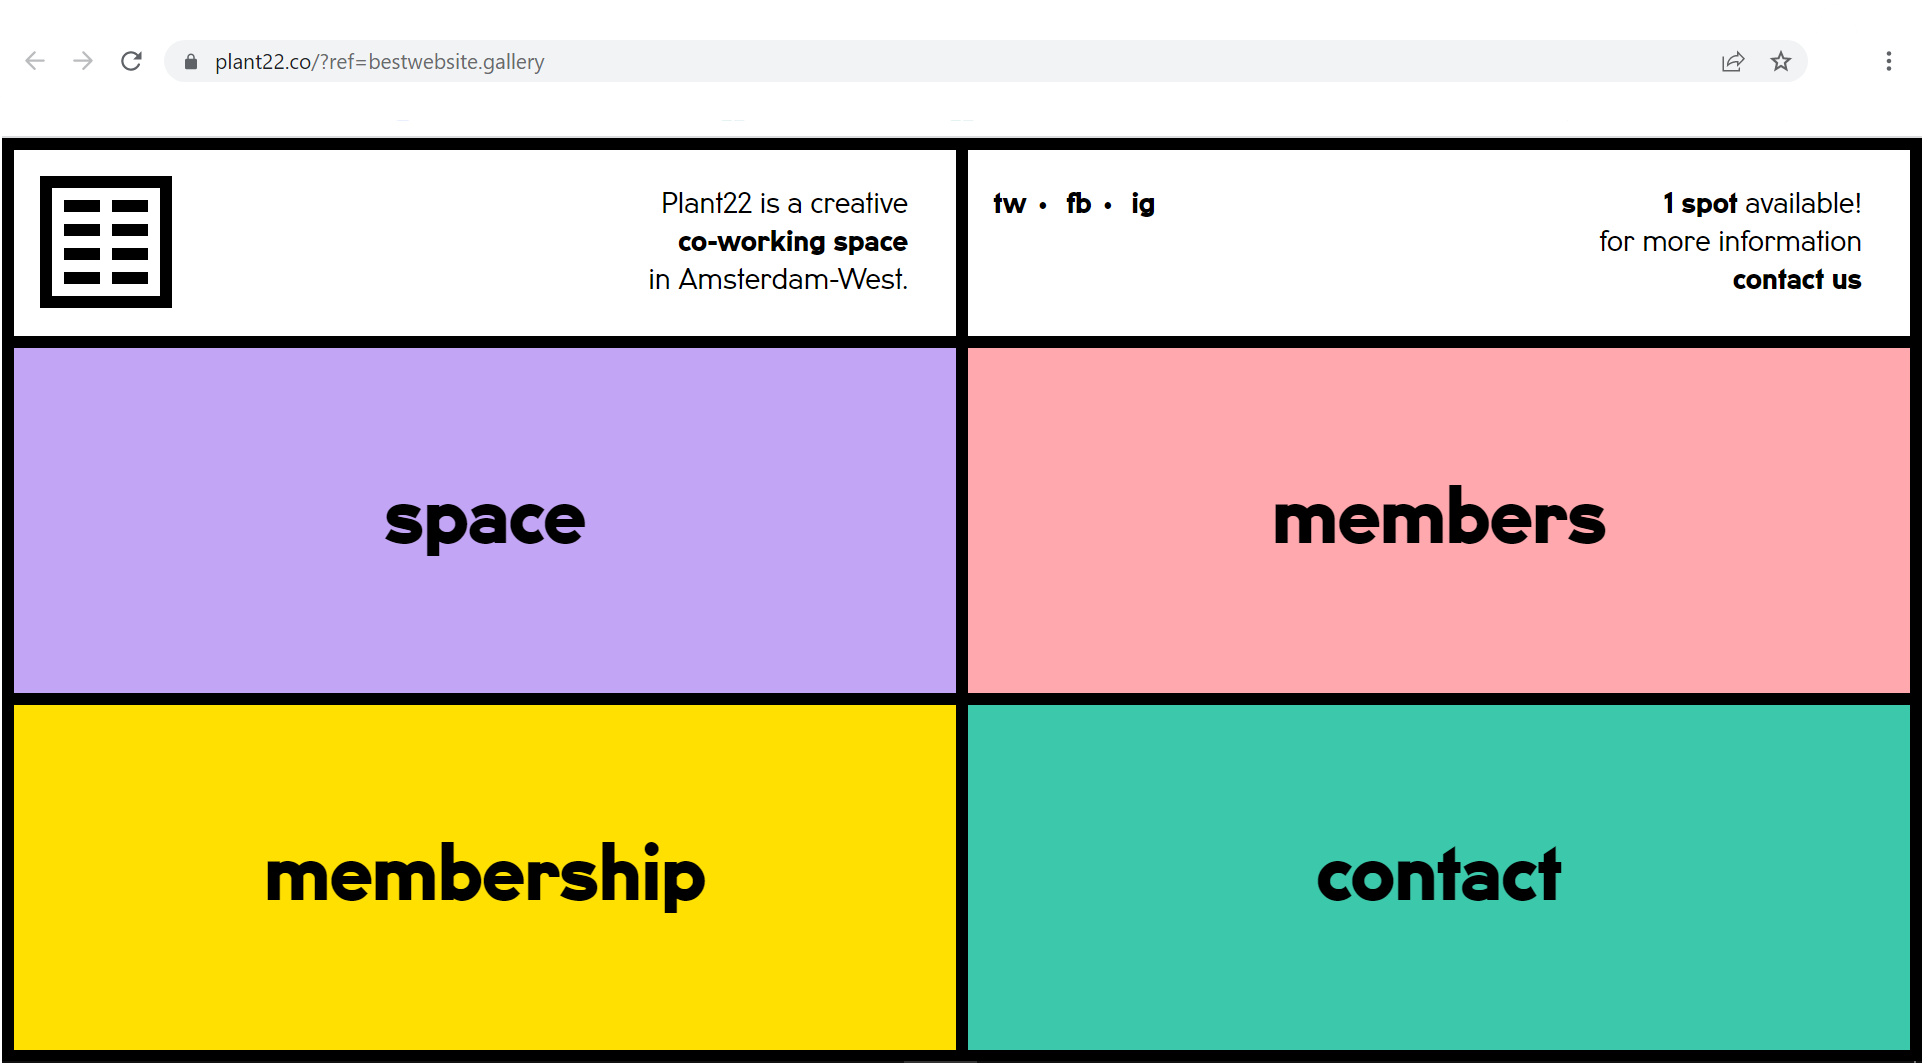 plant22.co/?ref=bestwebsite.gallery
Plant22 is a creative
co-working space
in Amsterdam-West.
tw • fb • ig
1 spot available!
for more information
contact us
space
members
membership
contact